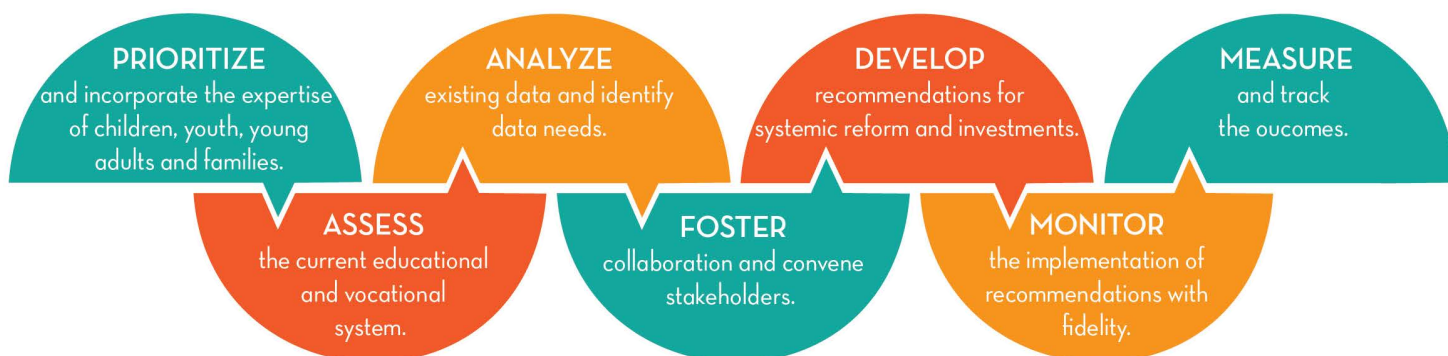 PRIORITIZE
and incorporate the expertise
of children, youth, young
adults and families.
ASSESS
the current educational
and vocational
system.
ANALYZE
existing data and identify
data needs.
FOSTER
collaboration and convene
stakeholders.
DEVELOP
recommendations for
systemic reform and investments.
MONITOR
the implementation of
recommendations with
fidelity.
MEASURE
and track
the oucomes.